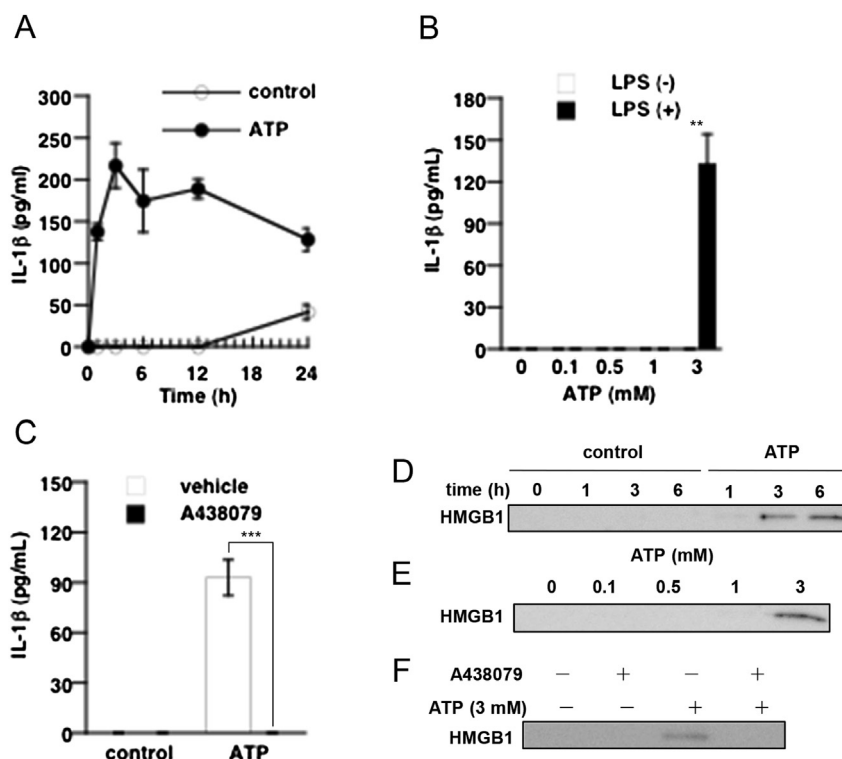 A
control
ATP
300
250
200
150
100
50
0
IL-1β (pg/ml)
0 6 12 18 24
Time (h)
B
LPS (-)
LPS (+)
**
180
150
120
90
60
30
0
IL-1β (pg/mL)
0 0.1 0.5 1 3
ATP (mM)
C
vehicle
A438079
***
150
120
90
60
30
0
IL-1β (pg/mL)
control ATP
D
control ATP
time (h) 0 1 3 6 1 3 6
HMGB1
E
ATP (mM)
0 0.1 0.5 1 3
HMGB1
F
A438079 − + − +
ATP (3 mM) − − + +
HMGB1